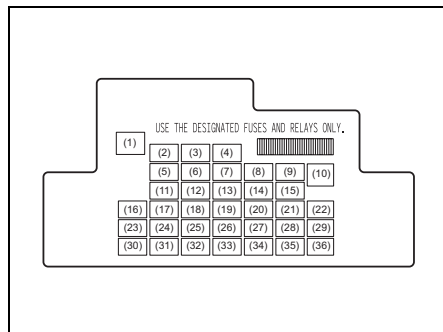 USE THE DESIGNATED FUSES AND RELAYS ONLY.
(1)
(2) (3) (4)
(5) (6) (7) (8) (9) (10)
(11) (12) (13) (14) (15)
(16) (17) (18) (19) (20) (21) (22)
(23) (24) (25) (26) (27) (28) (29)
(30) (31) (32) (33) (34) (35) (36)